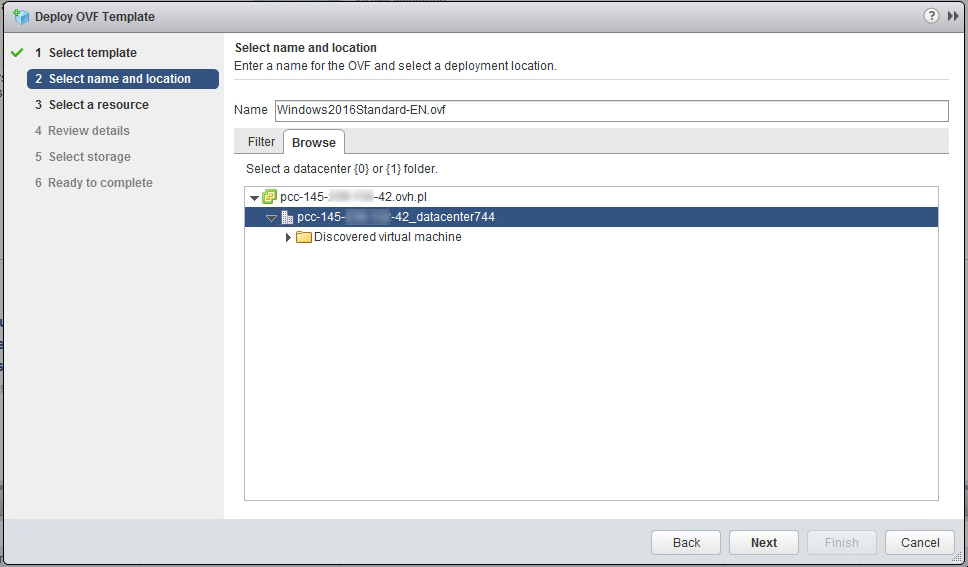 Deploy OVF Template
1 Select template
2 Select name and location
3 Select a resource
4 Review details
5 Select storage
6 Ready to complete
Select name and location
Enter a name for the OVF and select a deployment location.
Name Windows2016Standard-EN.ovf
Filter Browse
Select a datacenter {0} or {1} folder.
pcc-145- -42.ovh.pl
pcc-145- -42_datacenter744
Discovered virtual machine
Back Next Finish Cancel